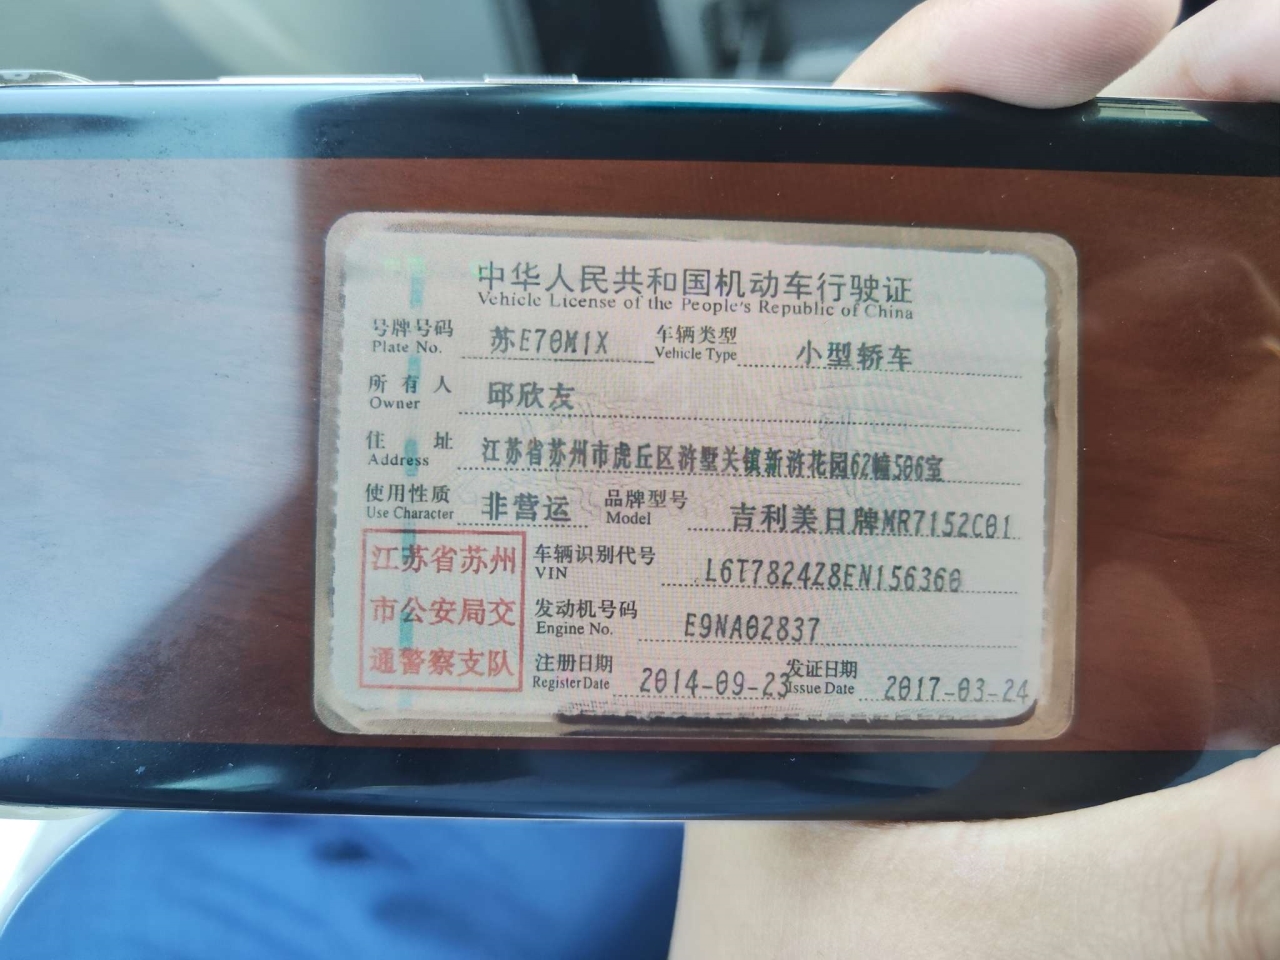 中华人民共和国机动车行驶证
Vehicle License of the People's Republic of China
号牌号码 苏E70M1X 车辆类型 小型轿车
Plate No. Vehicle Type
所有人 邱欣友
Owner
住址 江苏省苏州市虎丘区浒墅关镇新浒花园62幢506室
Address
使用性质 非营运 品牌型号 吉利美日牌MR7152C01
Use Character Model
江苏省苏州
市公安局交
通警察支队
车辆识别代号 L6T7824Z8EN156360
VIN
发动机号码 E9NA02837
Engine No.
注册日期 2014-09-23 发证日期 2017-03-24
Register Date Issue Date